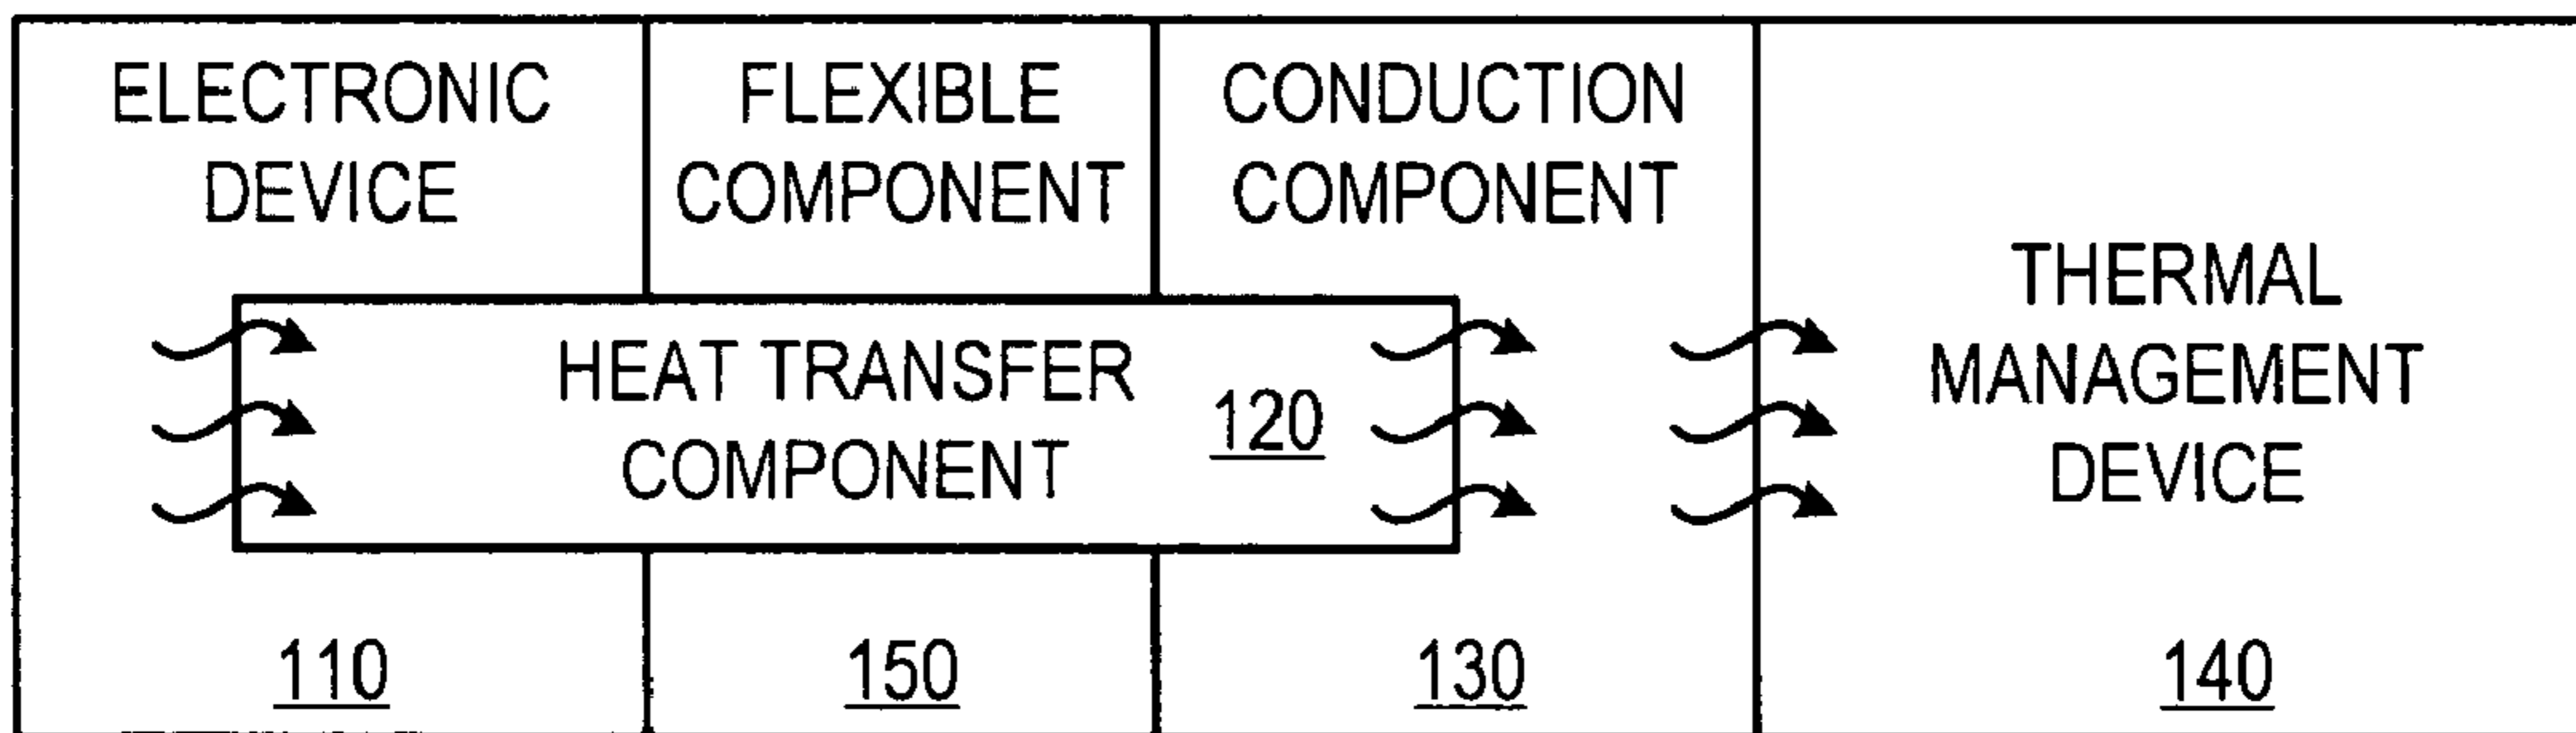 ELECTRONIC
DEVICE
110
FLEXIBLE
COMPONENT
150
CONDUCTION
COMPONENT
130
HEAT TRANSFER
COMPONENT
120
THERMAL
MANAGEMENT
DEVICE
140